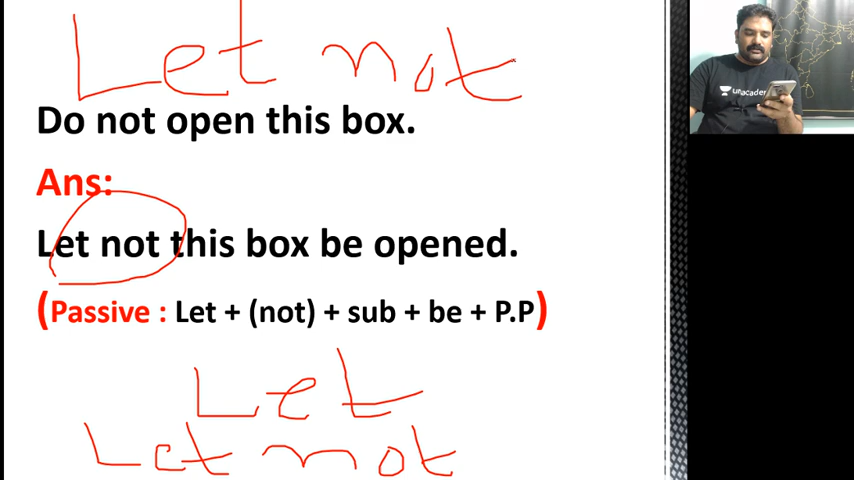 Let not
Do not open this box.
Ans:
Let not this box be opened.
(Passive : Let + (not) + sub + be + P.P)
Let
Let not
unacade